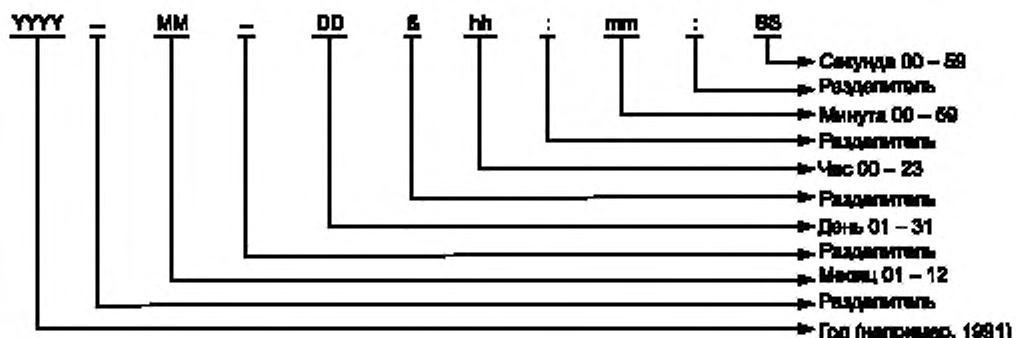 YYYY – MM – DD & hh : mm : SS
Секунда 00 – 59
Разделитель
Минута 00 – 59
Разделитель
Час 00 – 23
Разделитель
День 01 – 31
Разделитель
Месяц 01 – 12
Разделитель
Год (например, 1991)